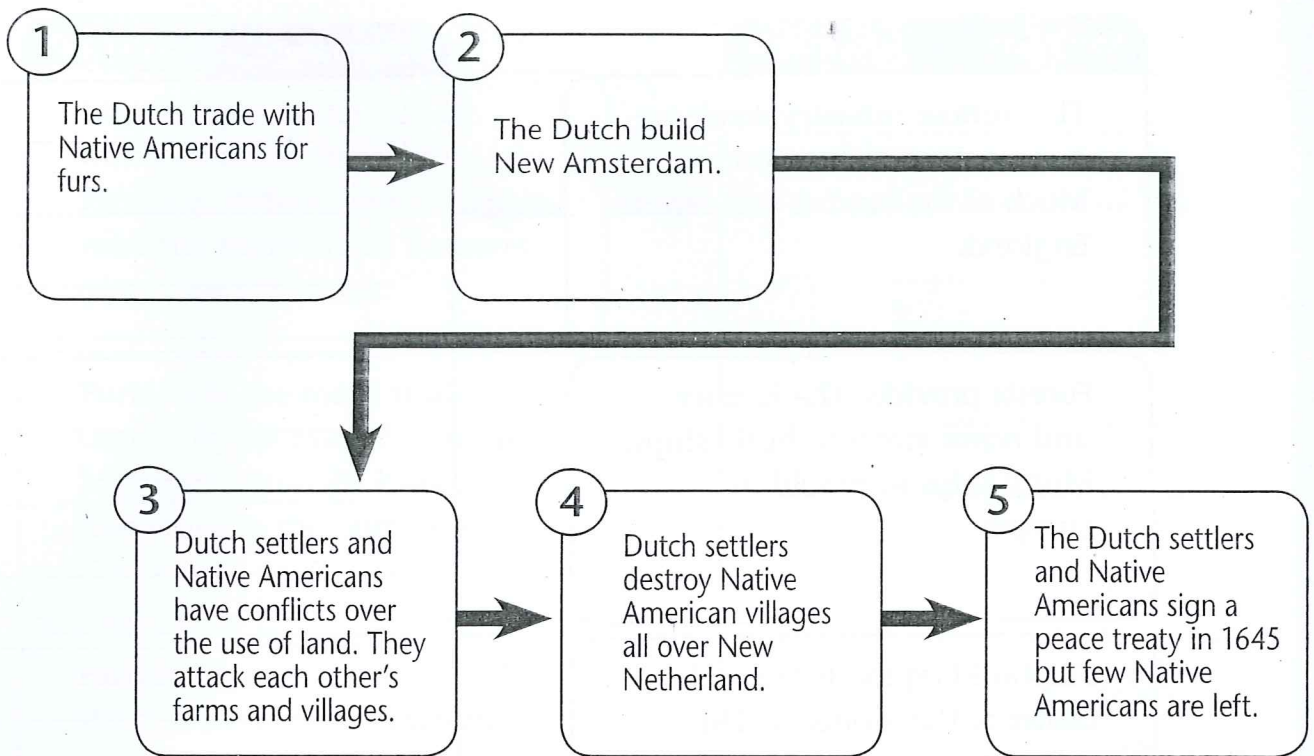 1
The Dutch trade with
Native Americans for
furs.
2
The Dutch build
New Amsterdam.
3
Dutch settlers and
Native Americans
have conflicts over
the use of land. They
attack each other's
farms and villages.
4
Dutch settlers
destroy Native
American villages
all over New
Netherland.
5
The Dutch settlers
and Native
Americans sign a
peace treaty in 1645
but few Native
Americans are left.